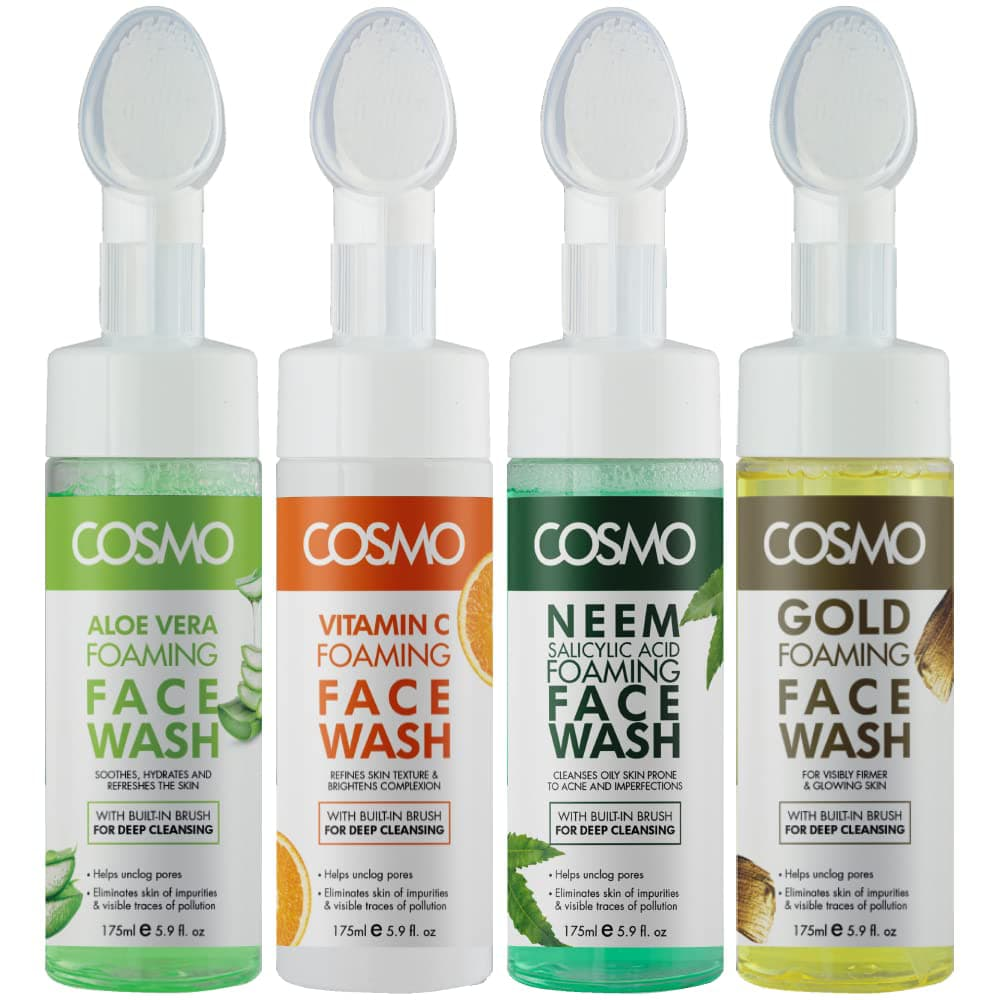 COSMO
ALOE VERA
FOAMING
FACE
WASH
SOOTHES, HYDRATES AND
REFRESHES THE SKIN
WITH BUILT-IN BRUSH
FOR DEEP CLEANSING
• Helps unclog pores
• Eliminates skin of impurities
& visible traces of pollution
175ml e 5.9 fl. oz
COSMO
VITAMIN C
FOAMING
FACE
WASH
REFINES SKIN TEXTURE &
BRIGHTENS COMPLEXION
WITH BUILT-IN BRUSH
FOR DEEP CLEANSING
• Helps unclog pores
• Eliminates skin of impurities
& visible traces of pollution
175ml e 5.9 fl. oz
COSMO
NEEM
SALICYLIC ACID
FOAMING
FACE
WASH
CLEANSES OILY SKIN PRONE
TO ACNE AND IMPERFECTIONS
WITH BUILT-IN BRUSH
FOR DEEP CLEANSING
• Helps unclog pores
• Eliminates skin of impurities
& visible traces of pollution
175ml e 5.9 fl. oz
COSMO
GOLD
FOAMING
FACE
WASH
FOR VISIBLY FIRMER
& GLOWING SKIN
WITH BUILT-IN BRUSH
FOR DEEP CLEANSING
• Helps unclog pores
• Eliminates skin of impurities
& visible traces of pollution
175ml e 5.9 fl. oz